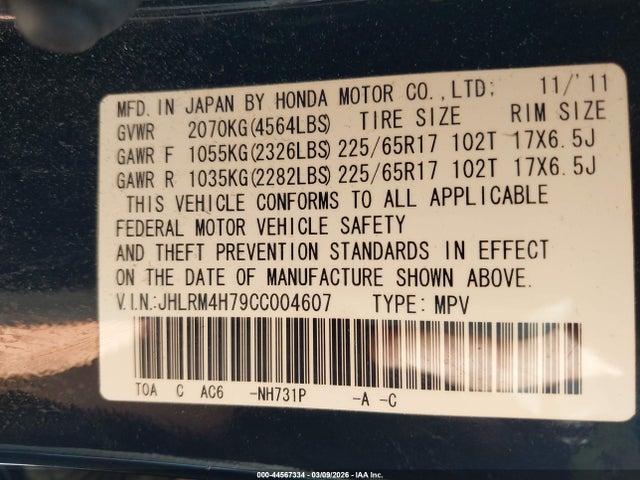 MFD. IN JAPAN BY HONDA MOTOR CO., LTD; 11/'11
GVWR 2070KG(4564LBS) TIRE SIZE RIM SIZE
GAWR F 1055KG(2326LBS) 225/65R17 102T 17X6.5J
GAWR R 1035KG(2282LBS) 225/65R17 102T 17X6.5J
THIS VEHICLE CONFORMS TO ALL APPLICABLE
FEDERAL MOTOR VEHICLE SAFETY
AND THEFT PREVENTION STANDARDS IN EFFECT
ON THE DATE OF MANUFACTURE SHOWN ABOVE.
V.I.N.:JHLRM4H79CC004607 TYPE: MPV
TOA C AC6 -NH731P -A -C
000-44567334 - 03/09/2026 - IAA Inc.